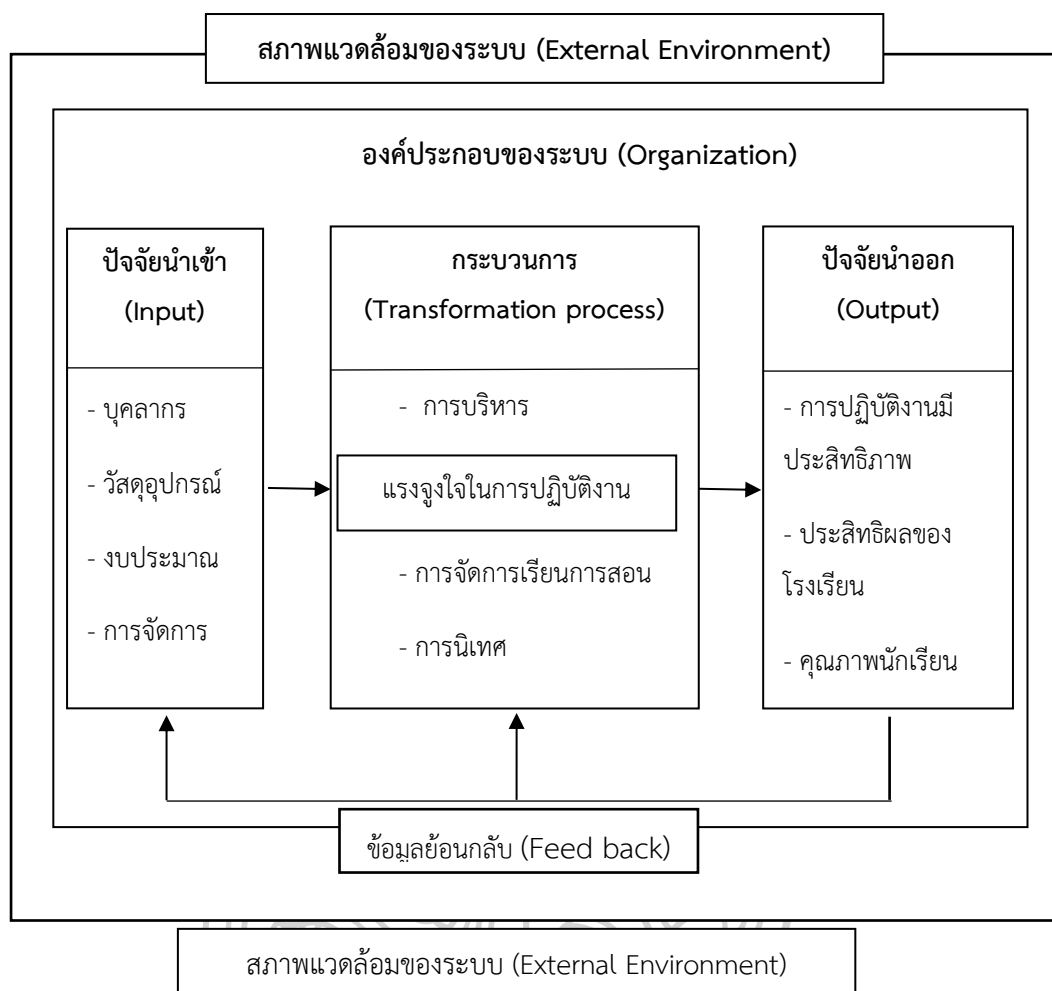 สภาพแวดล้อมของระบบ (External Environment)
องค์ประกอบของระบบ (Organization)
ปัจจัยนำเข้า
(Input)
- บุคลากร
- วัสดุอุปกรณ์
- งบประมาณ
- การจัดการ
กระบวนการ
(Transformation process)
- การบริหาร
แรงจูงใจในการปฏิบัติงาน
- การจัดการเรียนการสอน
- การนิเทศ
ปัจจัยนำออก
(Output)
- การปฏิบัติงานมี
ประสิทธิภาพ
- ประสิทธิผลของ
โรงเรียน
- คุณภาพนักเรียน
ข้อมูลย้อนกลับ (Feed back)
สภาพแวดล้อมของระบบ (External Environment)